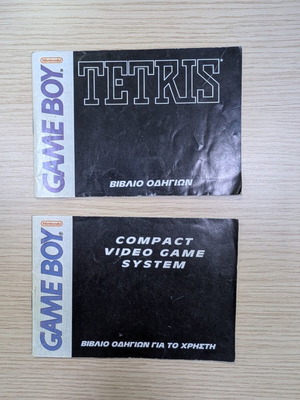 Nintendo
GAME BOY
TETRIS
ΒΙΒΛΙΟ ΟΔΗΓΙΩΝ
Nintendo
GAME BOY
COMPACT
VIDEO GAME
SYSTEM
ΒΙΒΛΙΟ ΟΔΗΓΙΩΝ ΓΙΑ ΤΟ ΧΡΗΣΤΗ